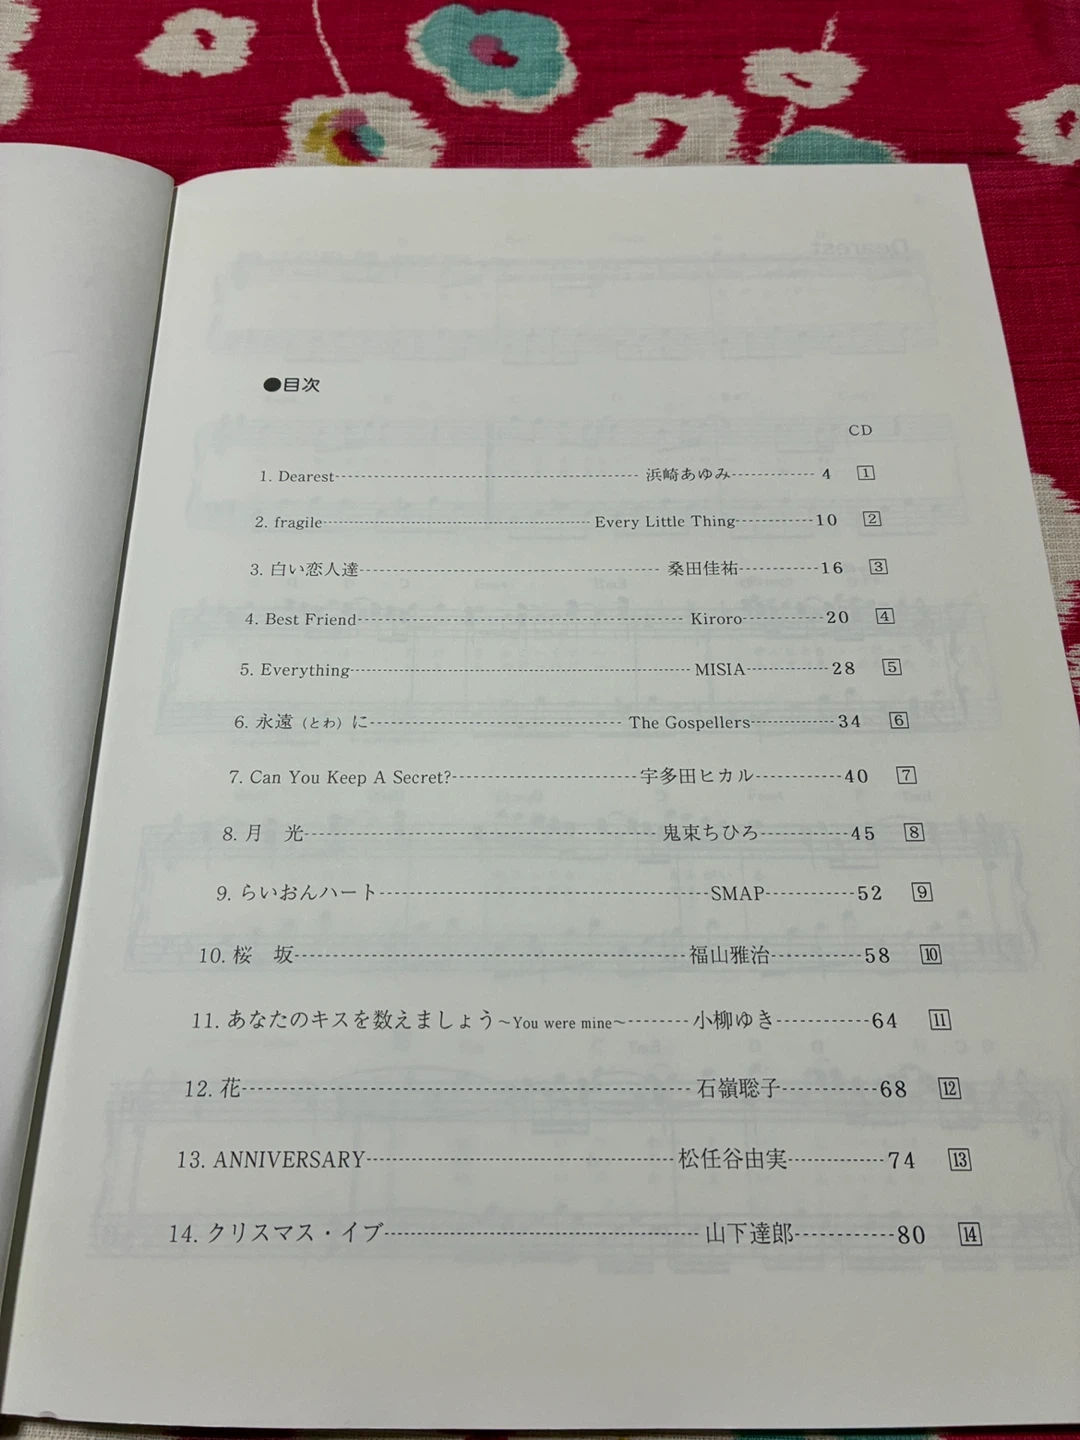 ●目次
CD
1. Dearest 浜崎あゆみ 4 1
2. fragile Every Little Thing 10 2
3. 白い恋人達 桑田佳祐 16 3
4. Best Friend Kiroro 20 4
5. Everything MISIA 28 5
6. 永遠（とわ）に The Gospellers 34 6
7. Can You Keep A Secret? 宇多田ヒカル 40 7
8. 月　光 鬼束ちひろ 45 8
9. らいおんハート SMAP 52 9
10. 桜　坂 福山雅治 58 10
11. あなたのキスを数えましょう～You were mine～ 小柳ゆき 64 11
12. 花 石嶺聡子 68 12
13. ANNIVERSARY 松任谷由実 74 13
14. クリスマス・イブ 山下達郎 80 14